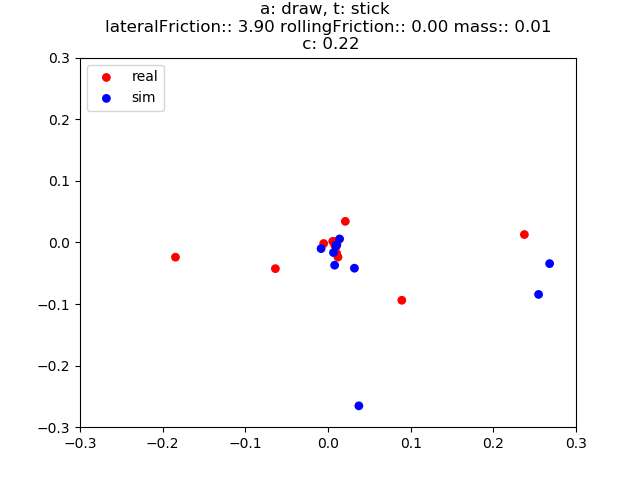 a: draw, t: stick
lateralFriction:: 3.90 rollingFriction:: 0.00 mass:: 0.01
c: 0.22
real
sim
0.3
0.2
0.1
0.0
−0.1
−0.2
−0.3
−0.3 −0.2 −0.1 0.0 0.1 0.2 0.3